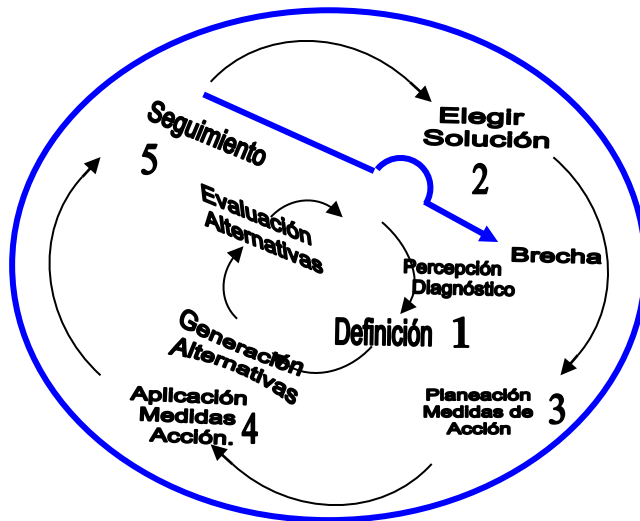 Seguimiento
5
Elegir
Solución
2
Evaluación
Alternativas
Brecha
Percepción
Diagnóstico
Definición 1
Generación
Alternativas
Aplicación
Medidas
Acción. 4
Planeación
Medidas de
Acción
3